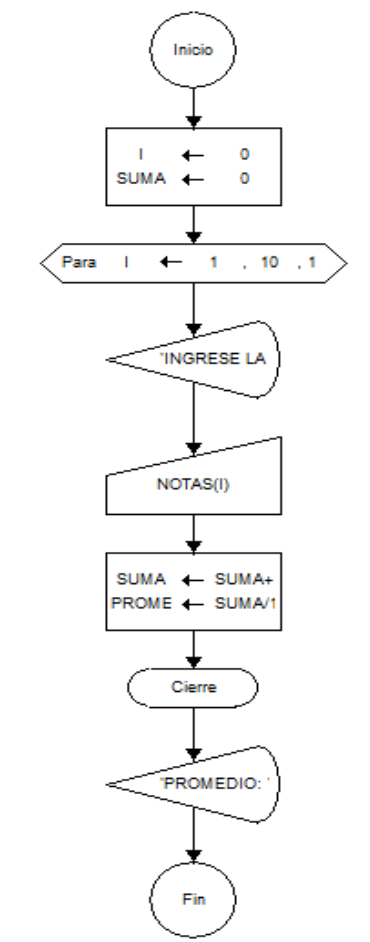 Inicio
I ← 0
SUMA ← 0
Para I ← 1 , 10 , 1
'INGRESE LA
NOTAS(I)
SUMA ← SUMA+
PROME ← SUMA/1
Cierre
'PROMEDIO: '
Fin